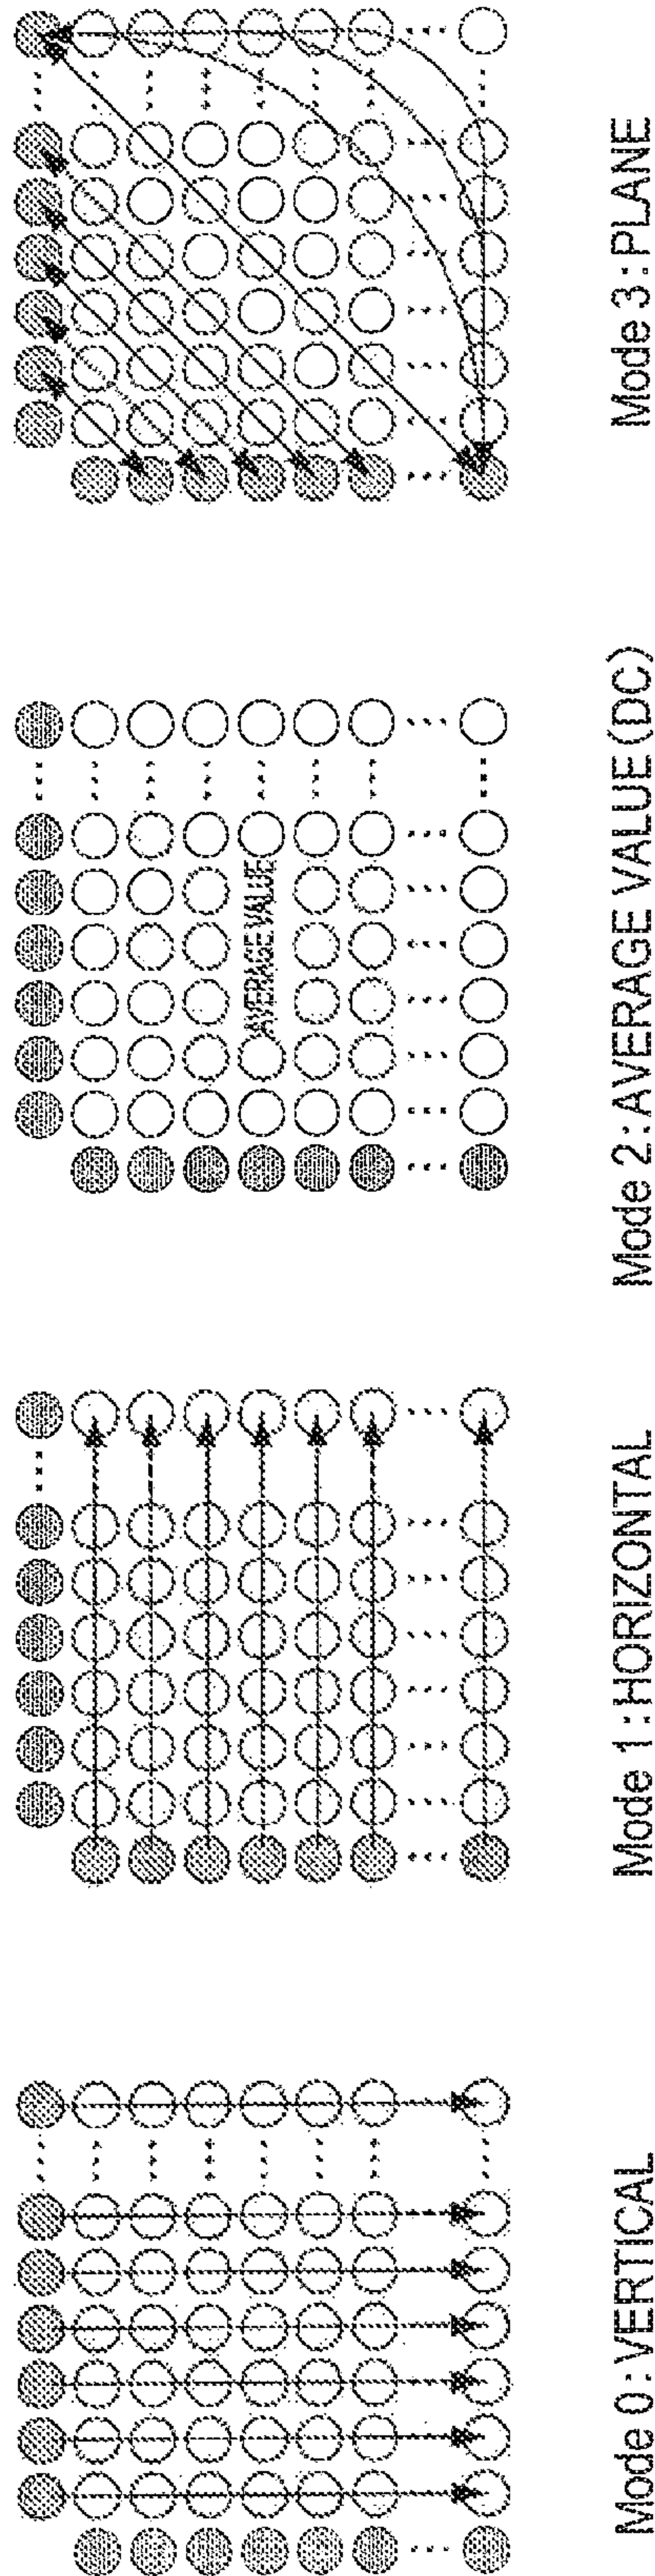 Mode 0:VERTICAL
Mode 1:HORIZONTAL
AVERAGE VALUE
Mode 2:AVERAGE VALUE(DC)
Mode 3:PLANE